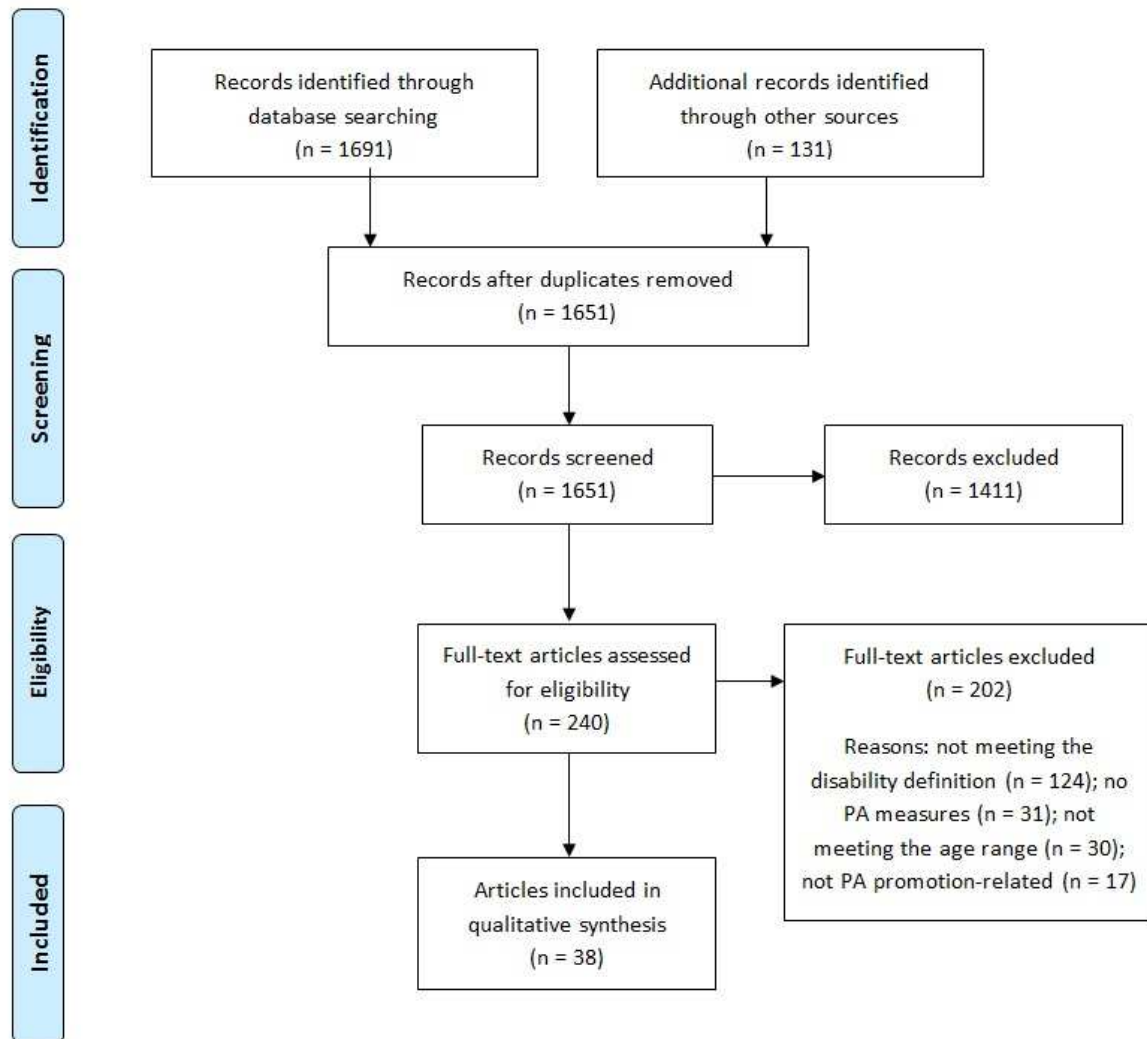 Identification
Records identified through
database searching
(n = 1691)
Additional records identified
through other sources
(n = 131)
Records after duplicates removed
(n = 1651)
Screening
Records screened
(n = 1651)
Records excluded
(n = 1411)
Eligibility
Full-text articles assessed
for eligibility
(n = 240)
Full-text articles excluded
(n = 202)
Reasons: not meeting the
disability definition (n = 124); no
PA measures (n = 31); not
meeting the age range (n = 30);
not PA promotion-related (n = 17)
Included
Articles included in
qualitative synthesis
(n = 38)